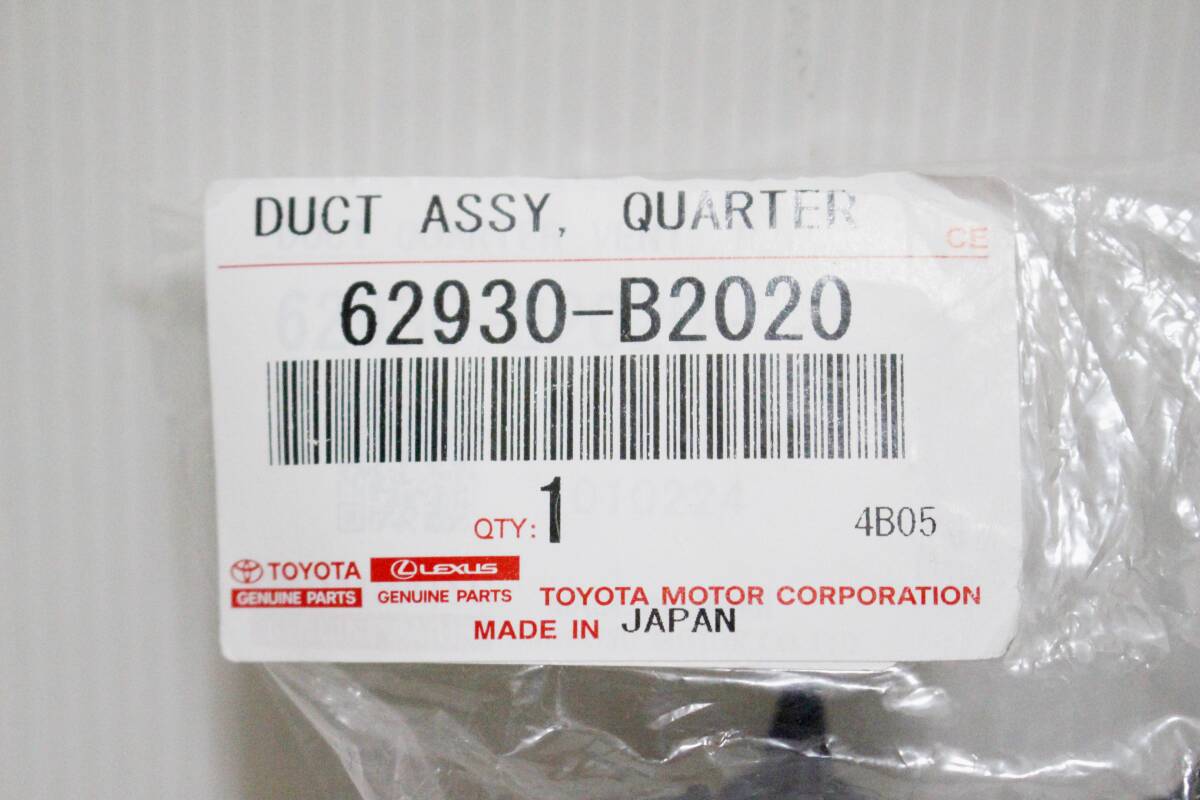 DUCT ASSY, QUARTER
CE
62930-B2020
QTY: 1
4B05
TOYOTA LEXUS
GENUINE PARTS GENUINE PARTS TOYOTA MOTOR CORPORATION
MADE IN JAPAN